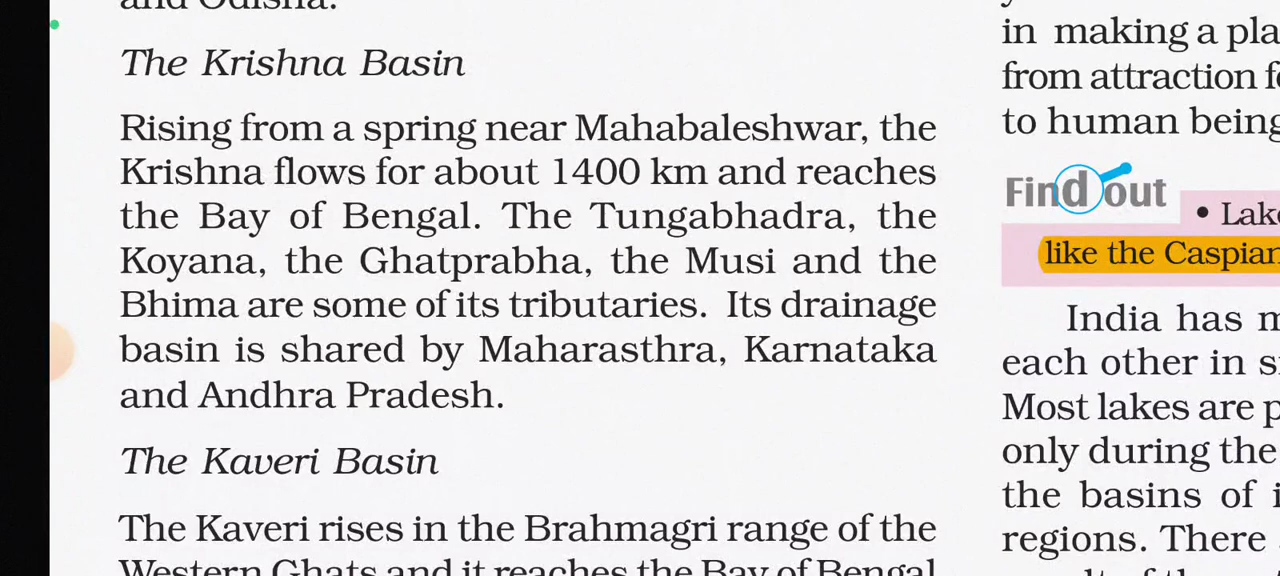 and Odisha.
The Krishna Basin
Rising from a spring near Mahabaleshwar, the
Krishna flows for about 1400 km and reaches
the Bay of Bengal. The Tungabhadra, the
Koyana, the Ghatprabha, the Musi and the
Bhima are some of its tributaries. Its drainage
basin is shared by Maharasthra, Karnataka
and Andhra Pradesh.
The Kaveri Basin
The Kaveri rises in the Brahmagri range of the
Western Ghats and it reaches the Bay of Bengal
in making a pla
from attraction fo
to human being
Find out
• Lake
like the Caspian
India has m
each other in si
Most lakes are p
only during the
the basins of i
regions. There